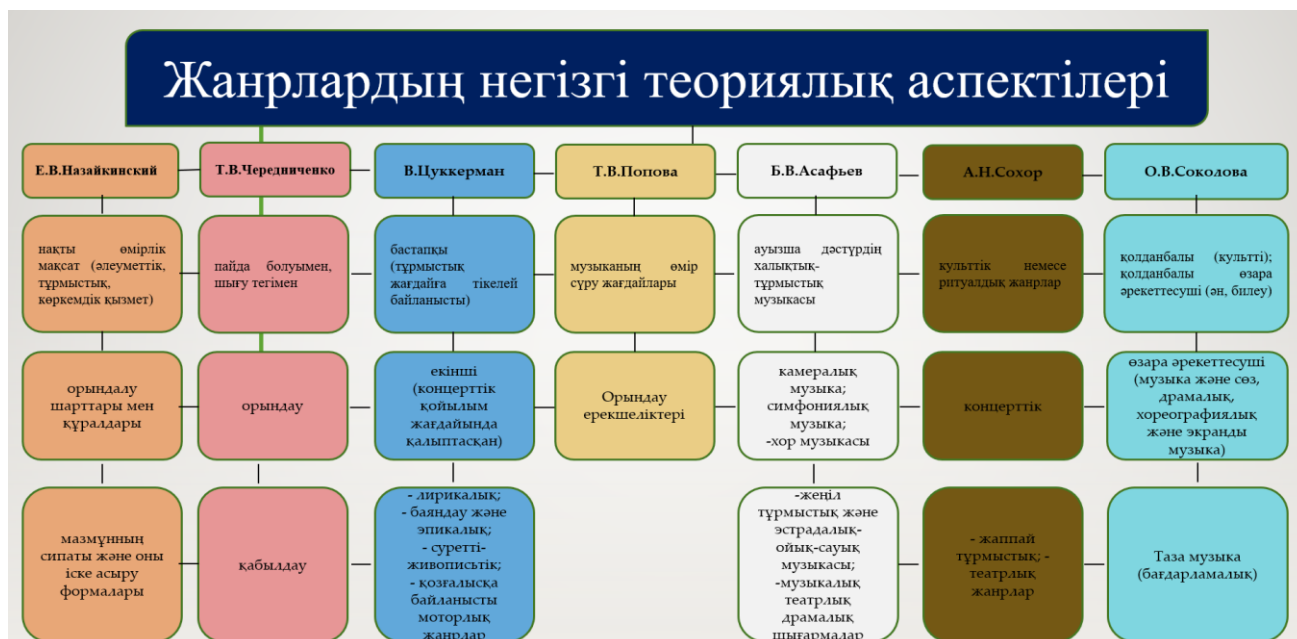 Жанрлардың негізгі теориялық аспектілері
Е.В.Назайкинский
Т.В.Чередниченко
В.Цуккерман
Т.В.Попова
Б.В.Асафьев
А.Н.Сохор
О.В.Соколова
нақты өмірлік
мақсат (әлеуметтік,
тұрмыстық,
көркемдік қызмет)
пайда болуымен,
шығу тегімен
бастапқы
(тұрмыстық
жағдайға тікелей
байланысты)
музыканың өмір
сүру жағдайлары
ауызша дәстүрдің
халықтық-
тұрмыстық
музыкасы
культтік немесе
ритуалдық жанрлар
қолданбалы (культті);
қолданбалы өзара
әрекеттесуші (ән, билеу)
орындалу
шарттары мен
құралдары
орындау
екінші
(концерттік
қойылым
жағдайында
қалыптасқан)
Орындау
ерекшеліктері
камералық
музыка;
симфониялық
музыка;
-хор музыкасы
концерттік
өзара әрекеттесуші
(музыка және сөз,
драмалық,
хореографиялық
және экранды
музыка)
мазмұнның
сипаты және оны
іске асыру
формалары
қабылдау
- лирикалық;
- баяндау және
эпикалық;
- суретті-
живописьтік;
- қозғалысқа
байланысты
моторлық
жанрлар
-жеңіл
тұрмыстық және
эстрадалық-
ойық-сауық
музыкасы;
-музыкалық
театрлық
драмалық
шығармалар
- жаппай
тұрмыстық; -
театрлық
жанрлар
Таза музыка
(бағдарламалық)